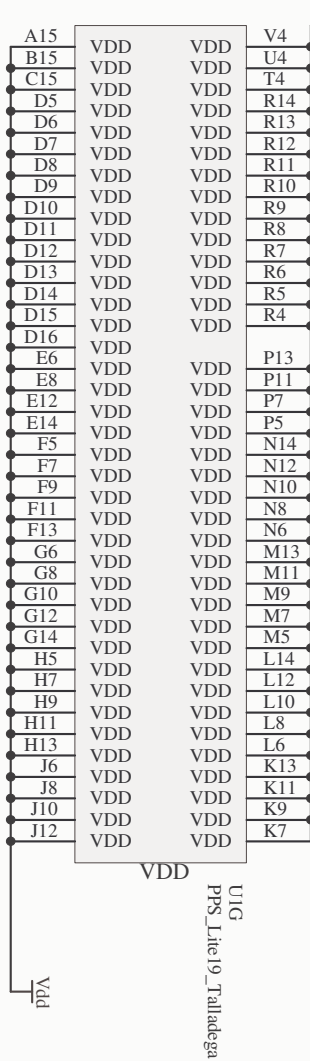 A15 VDD VDD V4
B15 VDD VDD U4
C15 VDD VDD T4
D5 VDD VDD R14
D6 VDD VDD R13
D7 VDD VDD R12
D8 VDD VDD R11
D9 VDD VDD R10
D10 VDD VDD R9
D11 VDD VDD R8
D12 VDD VDD R7
D13 VDD VDD R6
D14 VDD VDD R5
D15 VDD VDD R4
D16 VDD
E6 VDD VDD P13
E8 VDD VDD P11
E12 VDD VDD P7
E14 VDD VDD P5
F5 VDD VDD N14
F7 VDD VDD N12
F9 VDD VDD N10
F11 VDD VDD N8
F13 VDD VDD N6
G6 VDD VDD M13
G8 VDD VDD M11
G10 VDD VDD M9
G12 VDD VDD M7
G14 VDD VDD M5
H5 VDD VDD L14
H7 VDD VDD L12
H9 VDD VDD L10
H11 VDD VDD L8
H13 VDD VDD L6
J6 VDD VDD K13
J8 VDD VDD K11
J10 VDD VDD K9
J12 VDD VDD K7
VDD
U1G
PPS_Lite19_Talladega
Vdd